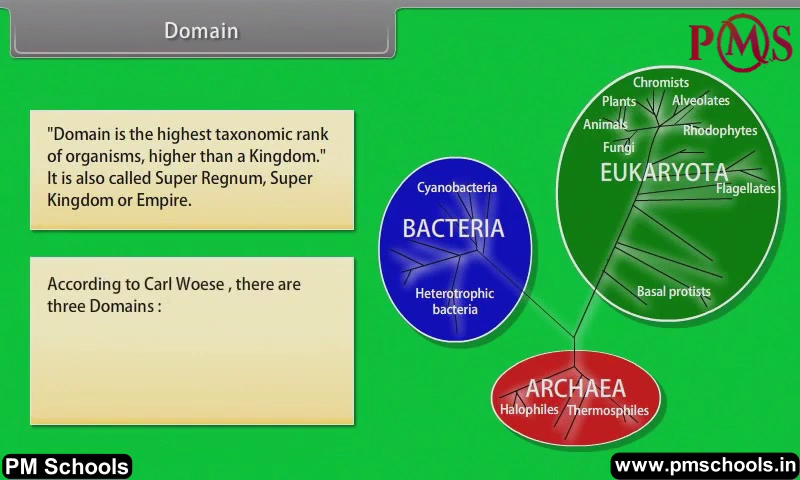 Domain
PMS
"Domain is the highest taxonomic rank
of organisms, higher than a Kingdom."
It is also called Super Regnum, Super
Kingdom or Empire.
According to Carl Woese , there are
three Domains :
Cyanobacteria
BACTERIA
Heterotrophic
bacteria
Chromists
Plants
Alveolates
Animals
Rhodophytes
Fungi
EUKARYOTA
Flagellates
Basal protists
ARCHAEA
Halophiles
Thermosphiles
PM Schools
www.pmschools.in